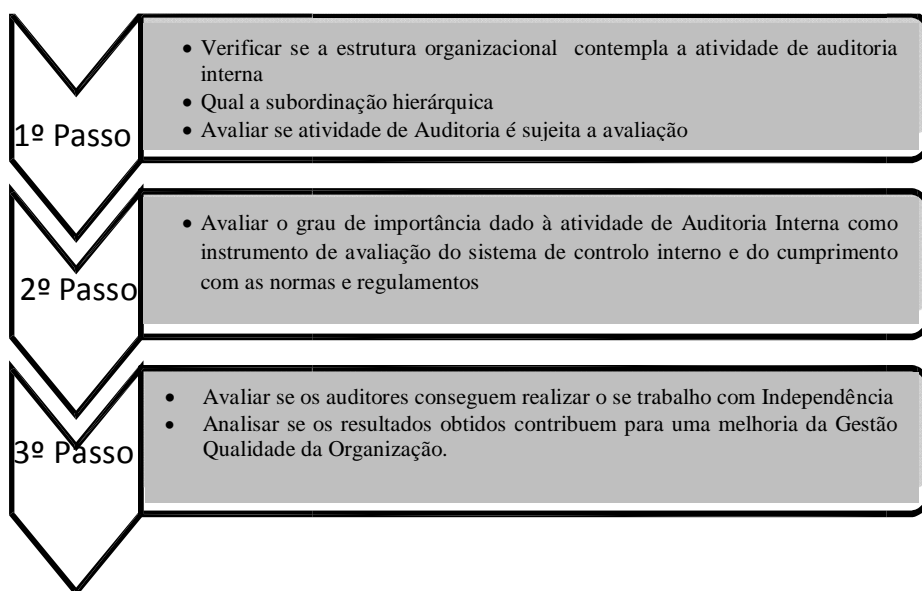 • Verificar se a estrutura organizacional contempla a atividade de auditoria
interna
• Qual a subordinação hierárquica
• Avaliar se atividade de Auditoria é sujeita a avaliação
1º Passo
• Avaliar o grau de importância dado à atividade de Auditoria Interna como
instrumento de avaliação do sistema de controlo interno e do cumprimento
com as normas e regulamentos
2º Passo
• Avaliar se os auditores conseguem realizar o se trabalho com Independência
• Analisar se os resultados obtidos contribuem para uma melhoria da Gestão
Qualidade da Organização.
3º Passo